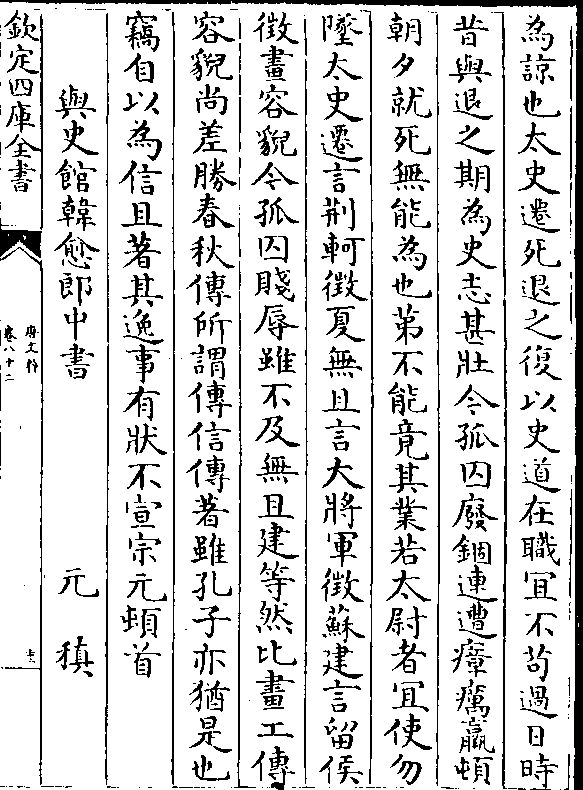 為諒也太史遷死退之復以史道在職冝不苟過日時
昔與退之期為史志甚壯今孤囚廢錮連遭瘴癘羸頓
朝夕就死無能為也第不能竟其業若太尉者冝使勿
墜太史遷言荆軻徴夏無且言大將軍徴蘇建言留侯
徴畫容貌今孤囚賤辱雖不及無且建等然比畫工傳
容貌尚差勝春秋傳所謂傳信傳著雖孔子亦猶是也
竊自以為信且著其逸事有狀不宣宗元頓首
與史館韓愈郎中書 元稹
欽定四庫全書
唐文粹
卷八十二